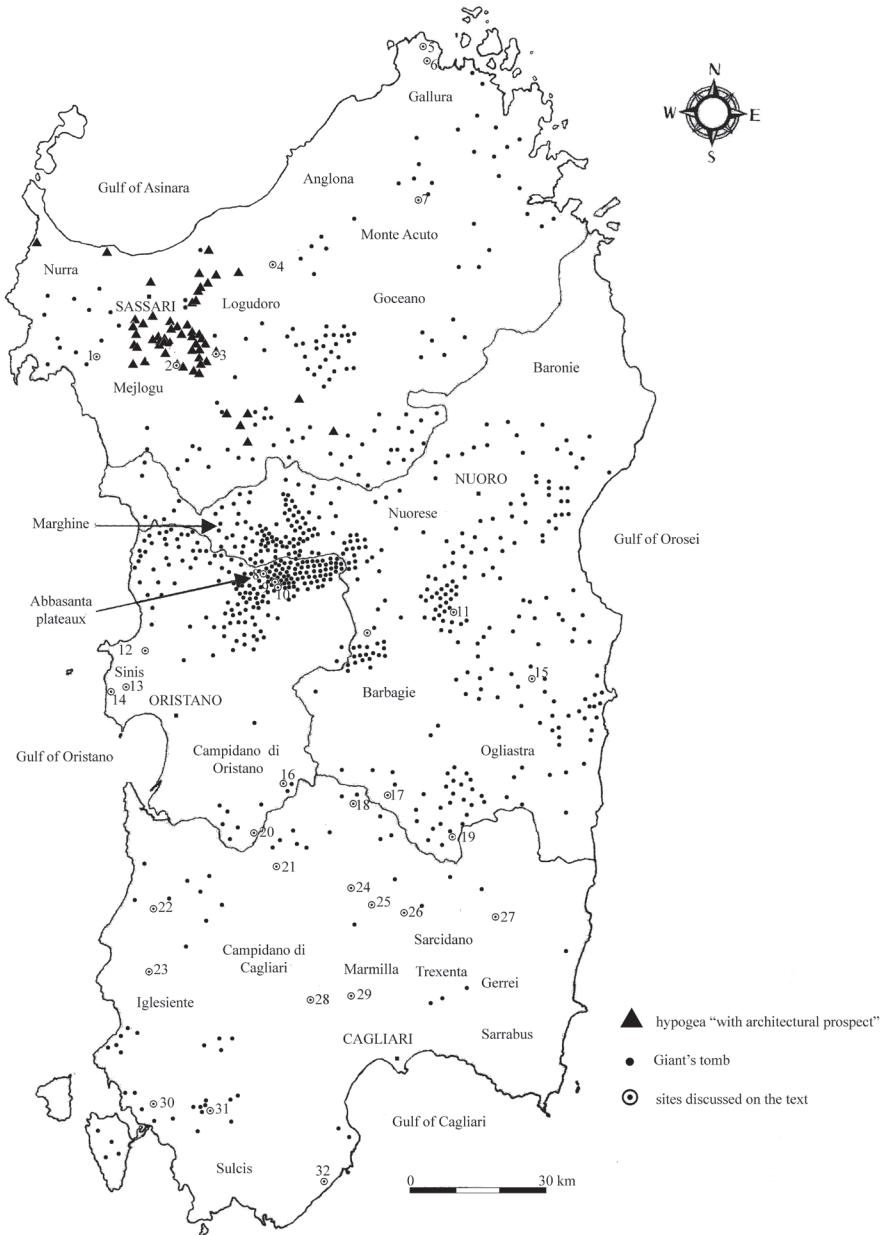 5
6
Gallura
N
W
E
S
Gulf of Asinara
Anglona
7
Monte Acuto
4
Nurra
SASSARI
Logudoro
Goceano
1
2
3
Mejlogu
Baronie
NUORO
Nuorese
Marghine
Gulf of Orosei
Abbasanta
plateaux
10
11
12
Sinis
13
14
15
ORISTANO
Barbagie
Gulf of Oristano
Campidano di
Oristano
Ogliastra
16
17
18
19
20
21
22
24
25
26
27
Sarcidano
Campidano di
Cagliari
23
Marmilla
Trexenta
Gerrei
28
29
Iglesiente
CAGLIARI
Sarrabus
hypogea “with architectural prospect”
Giant's tomb
sites discussed on the text
30
31
Gulf of Cagliari
Sulcis
32
0
30 km